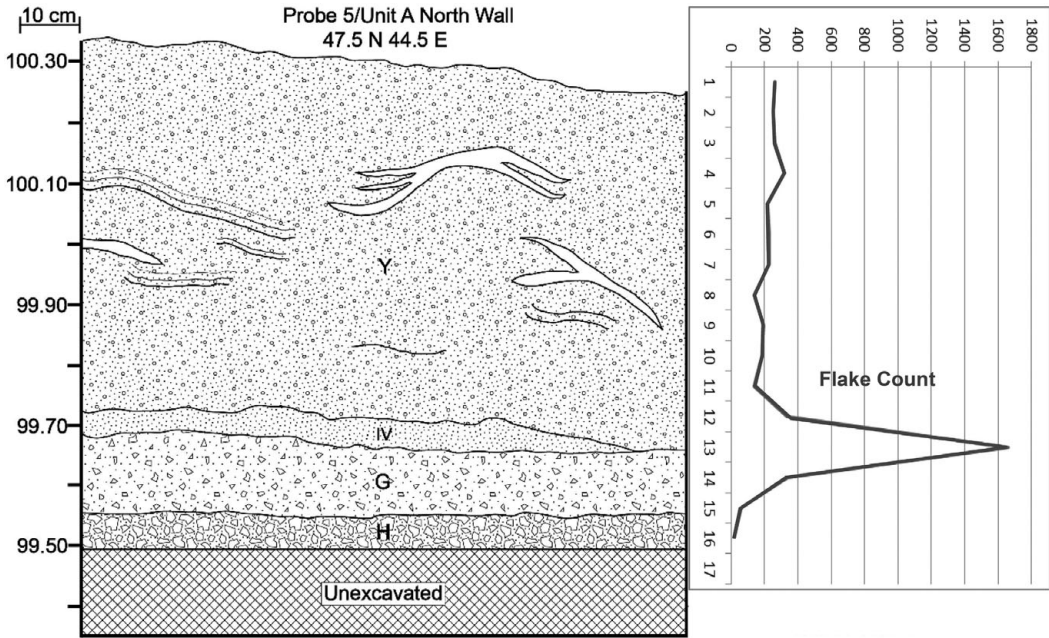 10 cm
Probe 5/Unit A North Wall
47.5 N 44.5 E
100.30
100.10
99.90
99.70
99.50
Y
IV
G
H
Unexcavated
0 200 400 600 800 1000 1200 1400 1600 1800
1
2
3
4
5
6
7
8
9
10
11
12
13
14
15
16
17
Flake Count